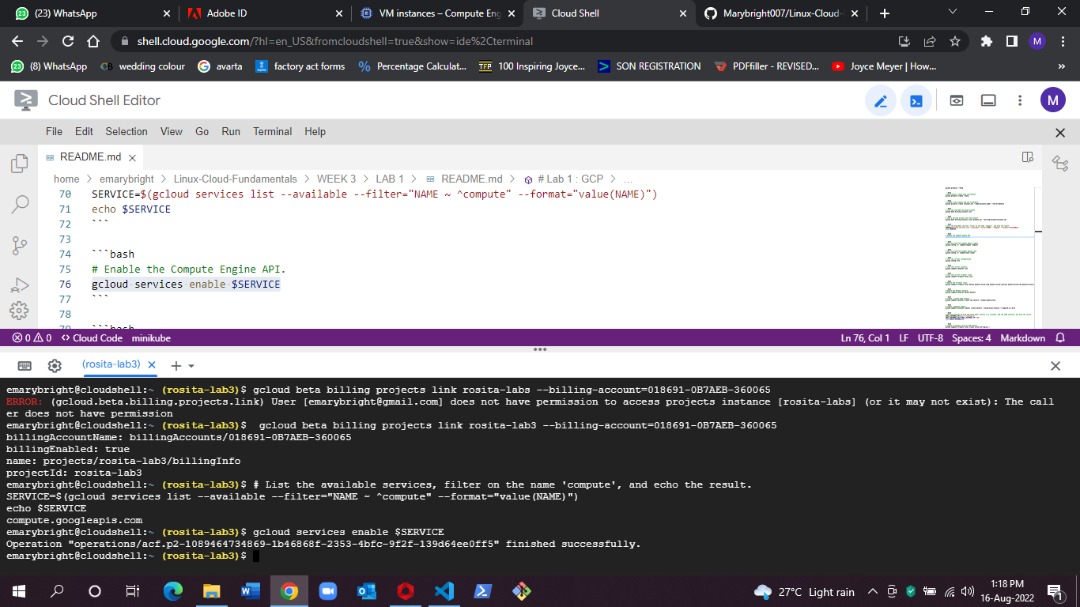 (23) WhatsApp
Adobe ID
VM instances – Compute Eng
Cloud Shell
Marybright007/Linux-Cloud-
shell.cloud.google.com/?hl=en_US&fromcloudshell=true&show=ide%2Cterminal
M
(8) WhatsApp
wedding colour
avarta
factory act forms
Percentage Calculat...
100 Inspiring Joyce...
SON REGISTRATION
PDFfiller - REVISED...
Joyce Meyer | How...
»
Cloud Shell Editor
M
File Edit Selection View Go Run Terminal Help
README.md
home > emarybright > Linux-Cloud-Fundamentals > WEEK 3 > LAB 1 > README.md > # Lab 1 : GCP > ...
70 SERVICE=$(gcloud services list --available --filter="NAME ~ ^compute" --format="value(NAME)")
71 echo $SERVICE
72 ```
73
74 ```bash
75 # Enable the Compute Engine API.
76 gcloud services enable $SERVICE
77 ```
78
79 ```bash
0 0 Cloud Code minikube
Ln 76, Col 1 LF UTF-8 Spaces: 4 Markdown
(rosita-lab3)
emarybright@cloudshell:~ (rosita-lab3)$ gcloud beta billing projects link rosita-labs --billing-account=018691-0B7AEB-360065
ERROR: (gcloud.beta.billing.projects.link) User [emarybright@gmail.com] does not have permission to access projects instance [rosita-labs] (or it may not exist): The call
er does not have permission
emarybright@cloudshell:~ (rosita-lab3)$  gcloud beta billing projects link rosita-lab3 --billing-account=018691-0B7AEB-360065
billingAccountName: billingAccounts/018691-0B7AEB-360065
billingEnabled: true
name: projects/rosita-lab3/billingInfo
projectId: rosita-lab3
emarybright@cloudshell:~ (rosita-lab3)$ # List the available services, filter on the name 'compute', and echo the result.
SERVICE=$(gcloud services list --available --filter="NAME ~ ^compute" --format="value(NAME)")
echo $SERVICE
compute.googleapis.com
emarybright@cloudshell:~ (rosita-lab3)$ gcloud services enable $SERVICE
Operation "operations/acf.p2-1089464734869-1b46868f-2353-4bfc-9f2f-139d64ee0ff5" finished successfully.
emarybright@cloudshell:~ (rosita-lab3)$
27°C Light rain
1:18 PM
16-Aug-2022
1